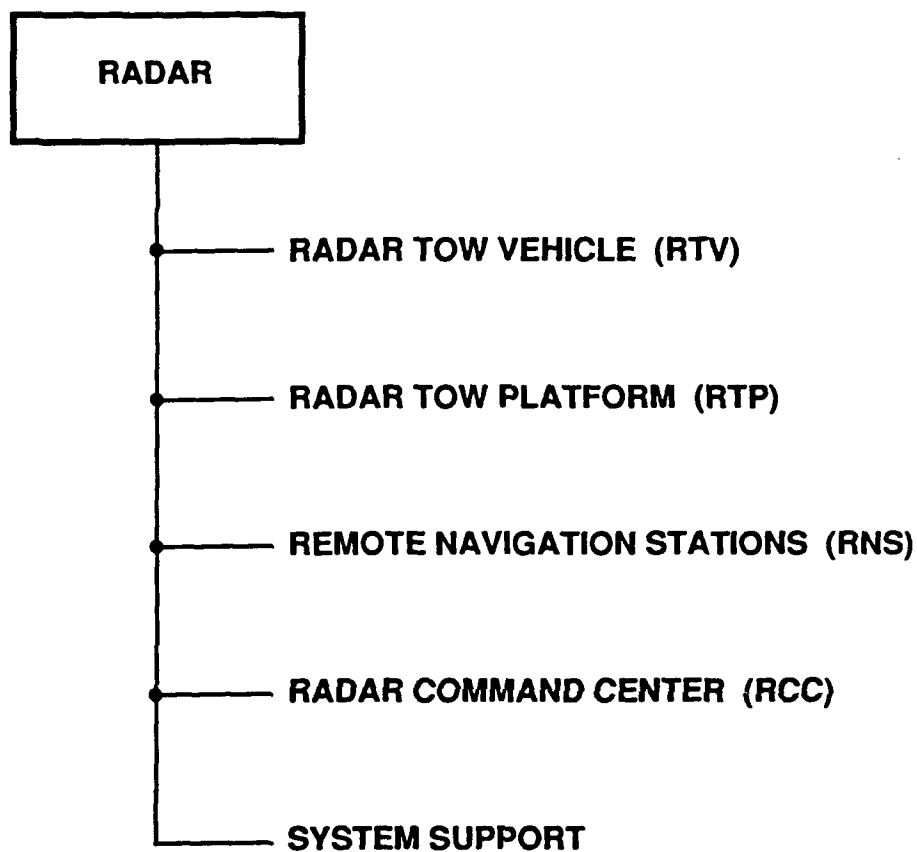 RADAR
RADAR TOW VEHICLE (RTV)
RADAR TOW PLATFORM (RTP)
REMOTE NAVIGATION STATIONS (RNS)
RADAR COMMAND CENTER (RCC)
SYSTEM SUPPORT